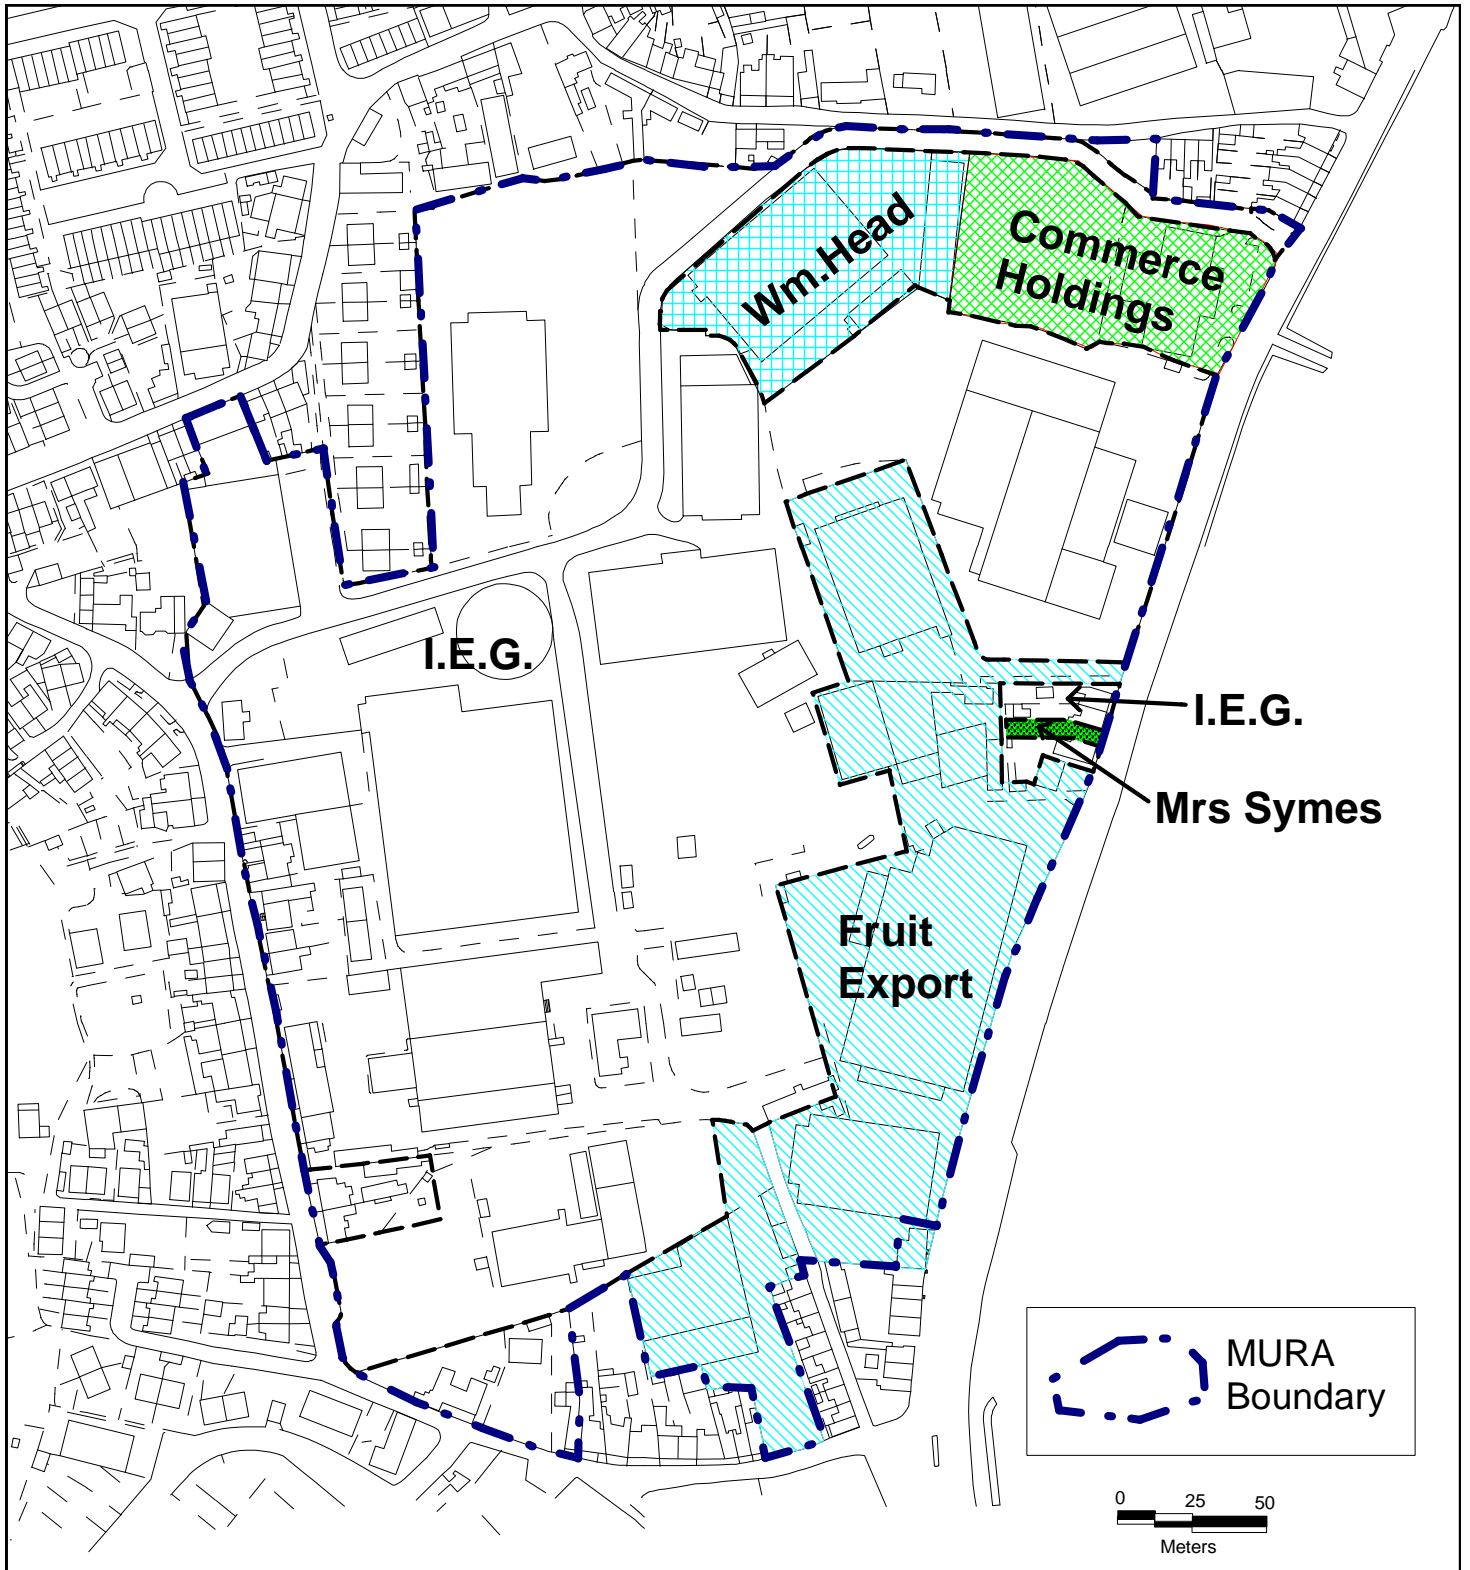 Wm.Head
Commerce
Holdings
I.E.G.
I.E.G.
Mrs Symes
Fruit
Export
MURA
Boundary
0 25 50
Meters